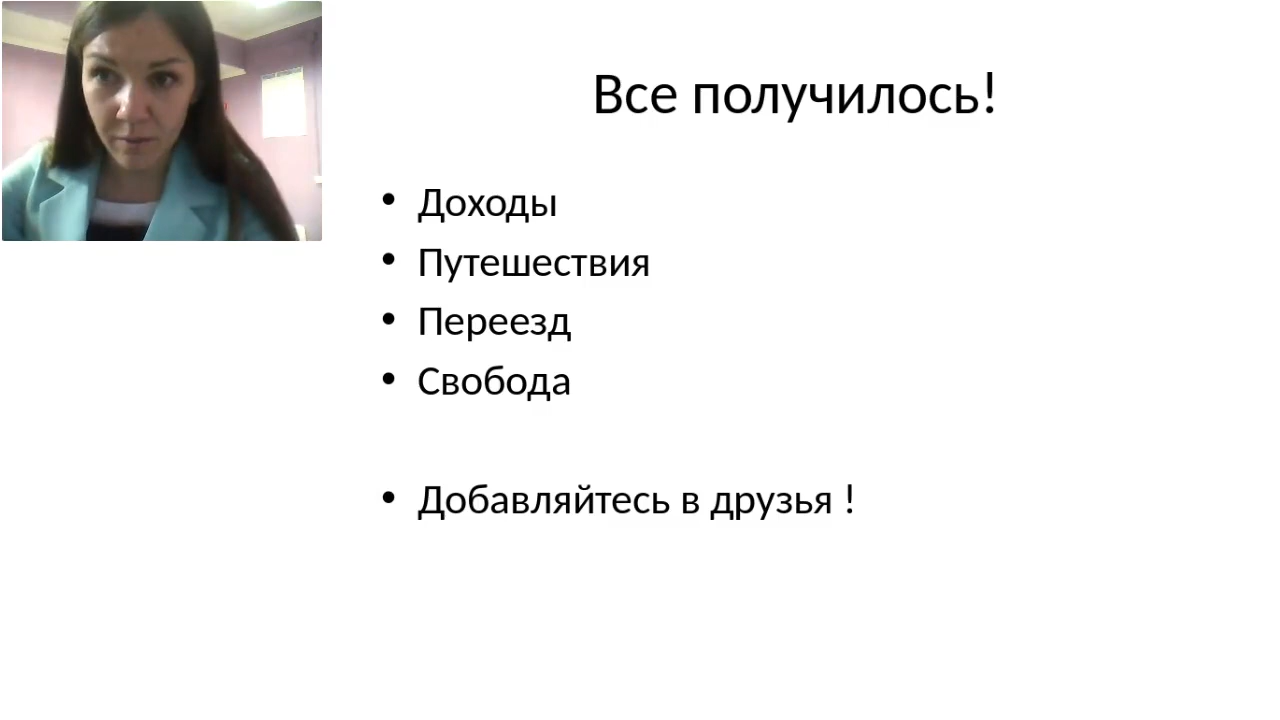 Все получилось!
• Доходы
• Путешествия
• Переезд
• Свобода
• Добавляйтесь в друзья !